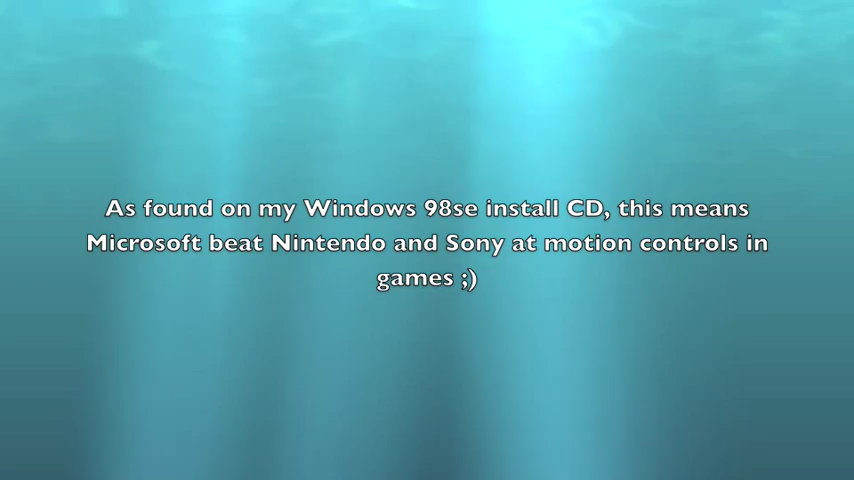 As found on my Windows 98se install CD, this means
Microsoft beat Nintendo and Sony at motion controls in
games ;)